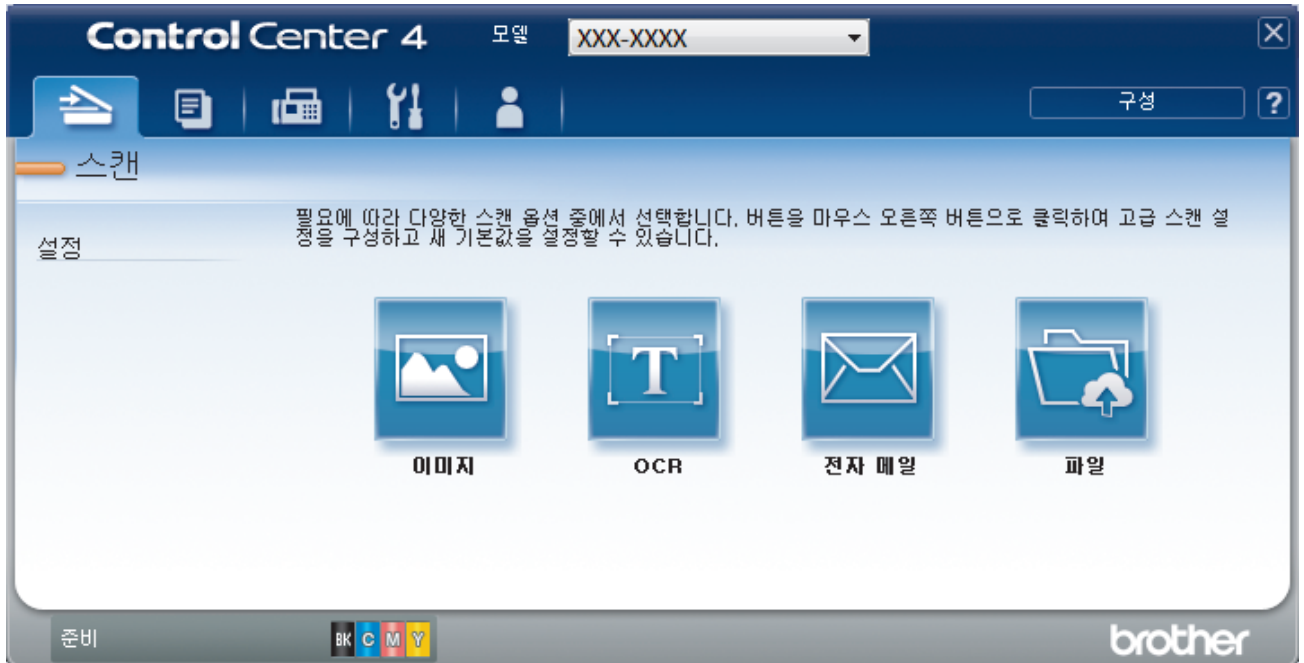 Control Center 4 모델 XXX-XXXX
구성 ?
스캔
필요에 따라 다양한 스캔 옵션 중에서 선택합니다. 버튼을 마우스 오른쪽 버튼으로 클릭하여 고급 스캔 설
정을 구성하고 새 기본값을 설정할 수 있습니다.
설정
T
이미지 OCR 전자 메일 파일
준비 BK C M Y brother